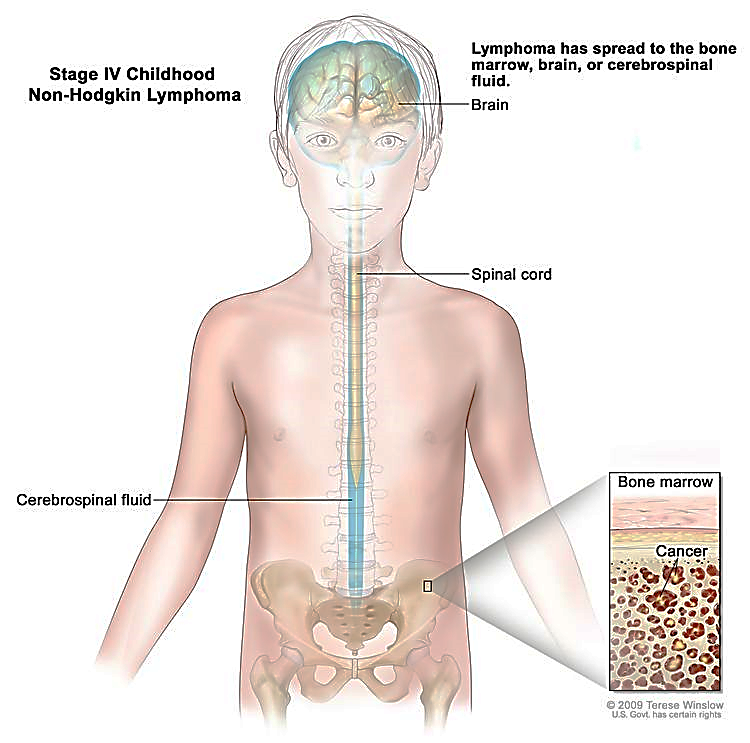 Stage IV Childhood
Non-Hodgkin Lymphoma
Lymphoma has spread to the bone
marrow, brain, or cerebrospinal
fluid.
Brain
Spinal cord
Cerebrospinal fluid
Bone marrow
Cancer
© 2009 Terese Winslow
U.S. Govt. has certain rights